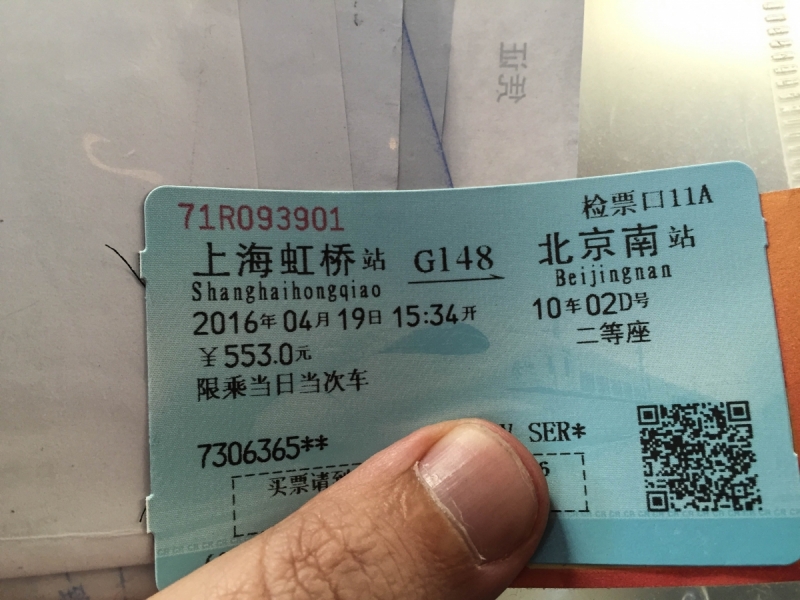 71R093901 检票口11A
上海虹桥站 G148 北京南站
Shanghaihongqiao Beijingnan
2016年04月19日 15:34开 10车02D号
￥553.0元 二等座
限乘当日当次车
7306365** SER*
买票请到